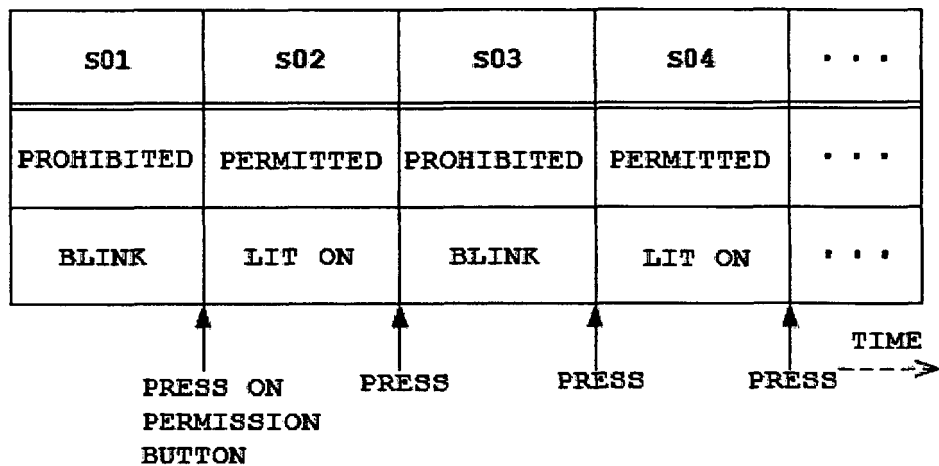 S01 S02 S03 S04 . . .
PROHIBITED PERMITTED PROHIBITED PERMITTED . . .
BLINK LIT ON BLINK LIT ON . . .
TIME
PRESS ON PRESS PRESS PRESS
PERMISSION
BUTTON